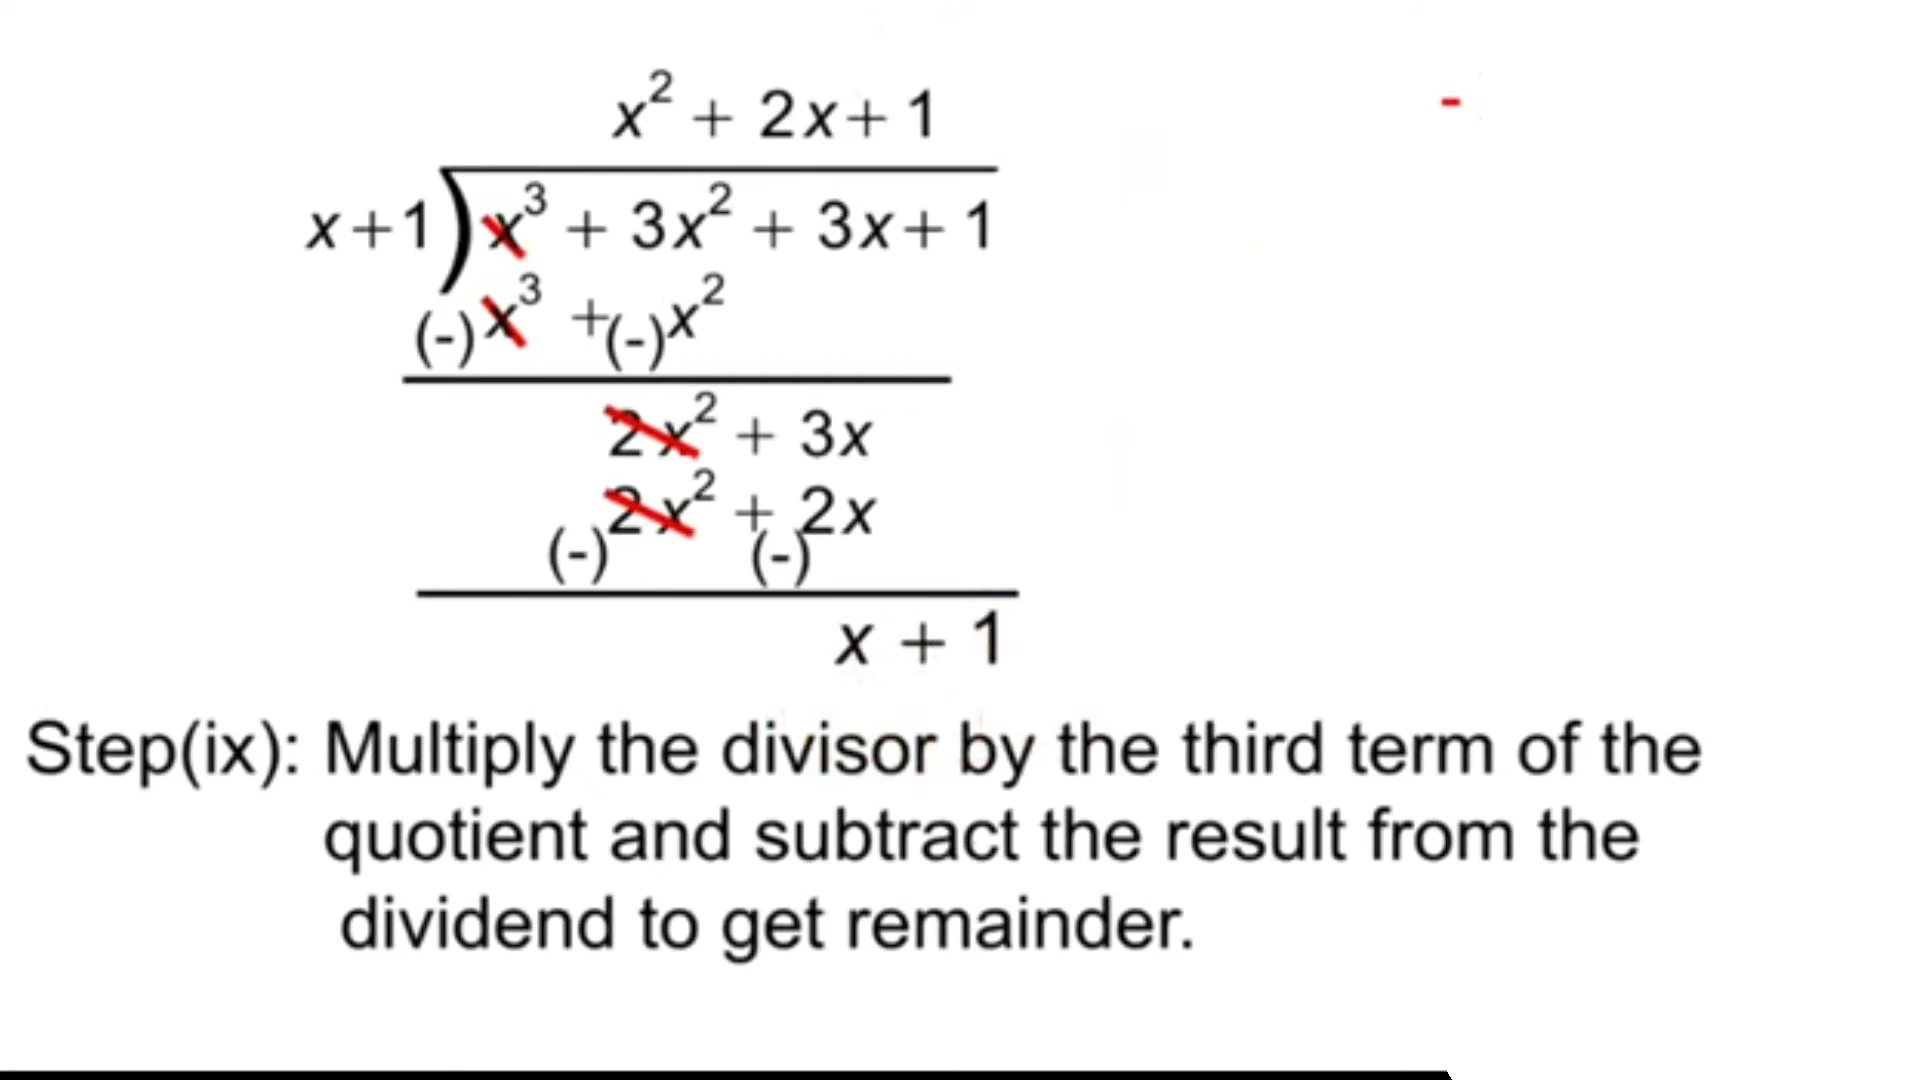 x² + 2x + 1
x+1) x³ + 3x² + 3x + 1
(-) x³ + (-) x²
2x² + 3x
(-) 2x² + (-) 2x
x + 1
Step(ix): Multiply the divisor by the third term of the
quotient and subtract the result from the
dividend to get remainder.